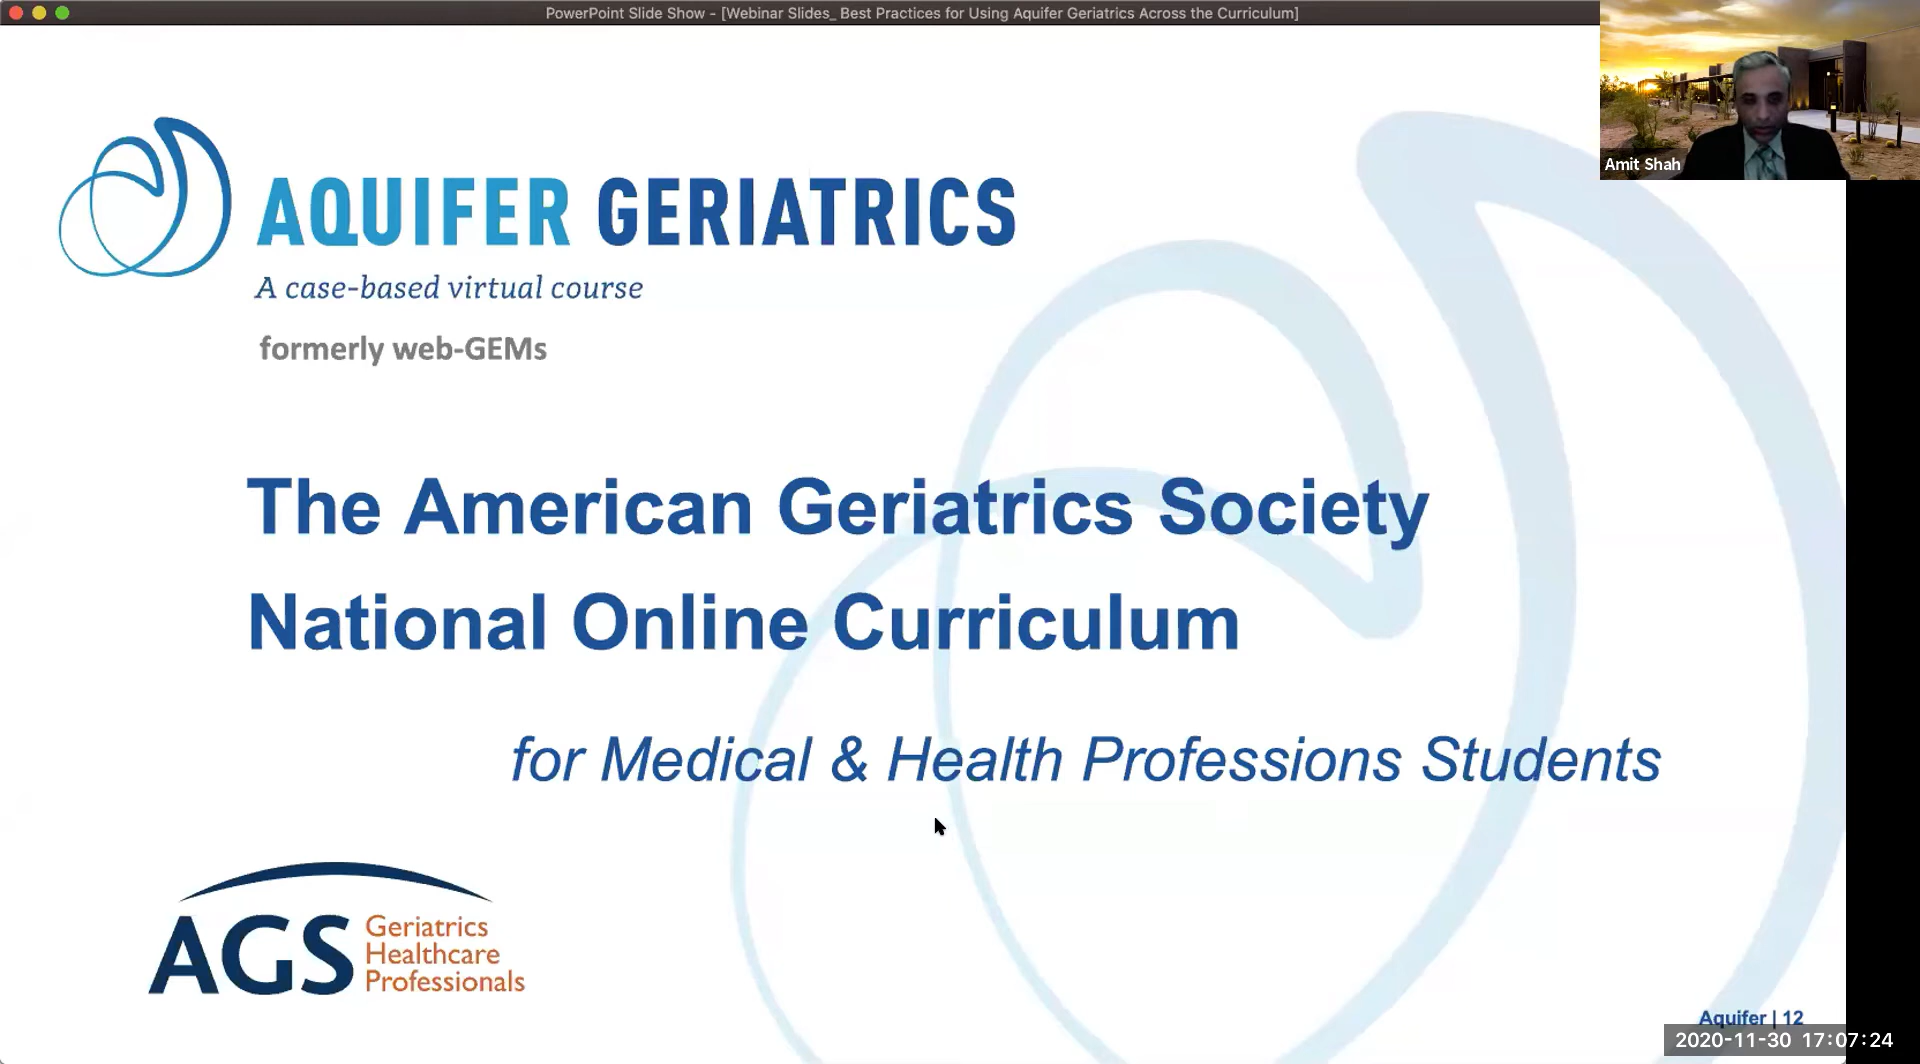 PowerPoint Slide Show - [Webinar Slides_ Best Practices for Using Aquifer Geriatrics Across the Curriculum]
Amit Shah
AQUIFER GERIATRICS
A case-based virtual course
formerly web-GEMs
The American Geriatrics Society
National Online Curriculum
for Medical & Health Professions Students
AGS
Geriatrics
Healthcare
Professionals
Aquifer | 12
2020-11-30 17:07:24